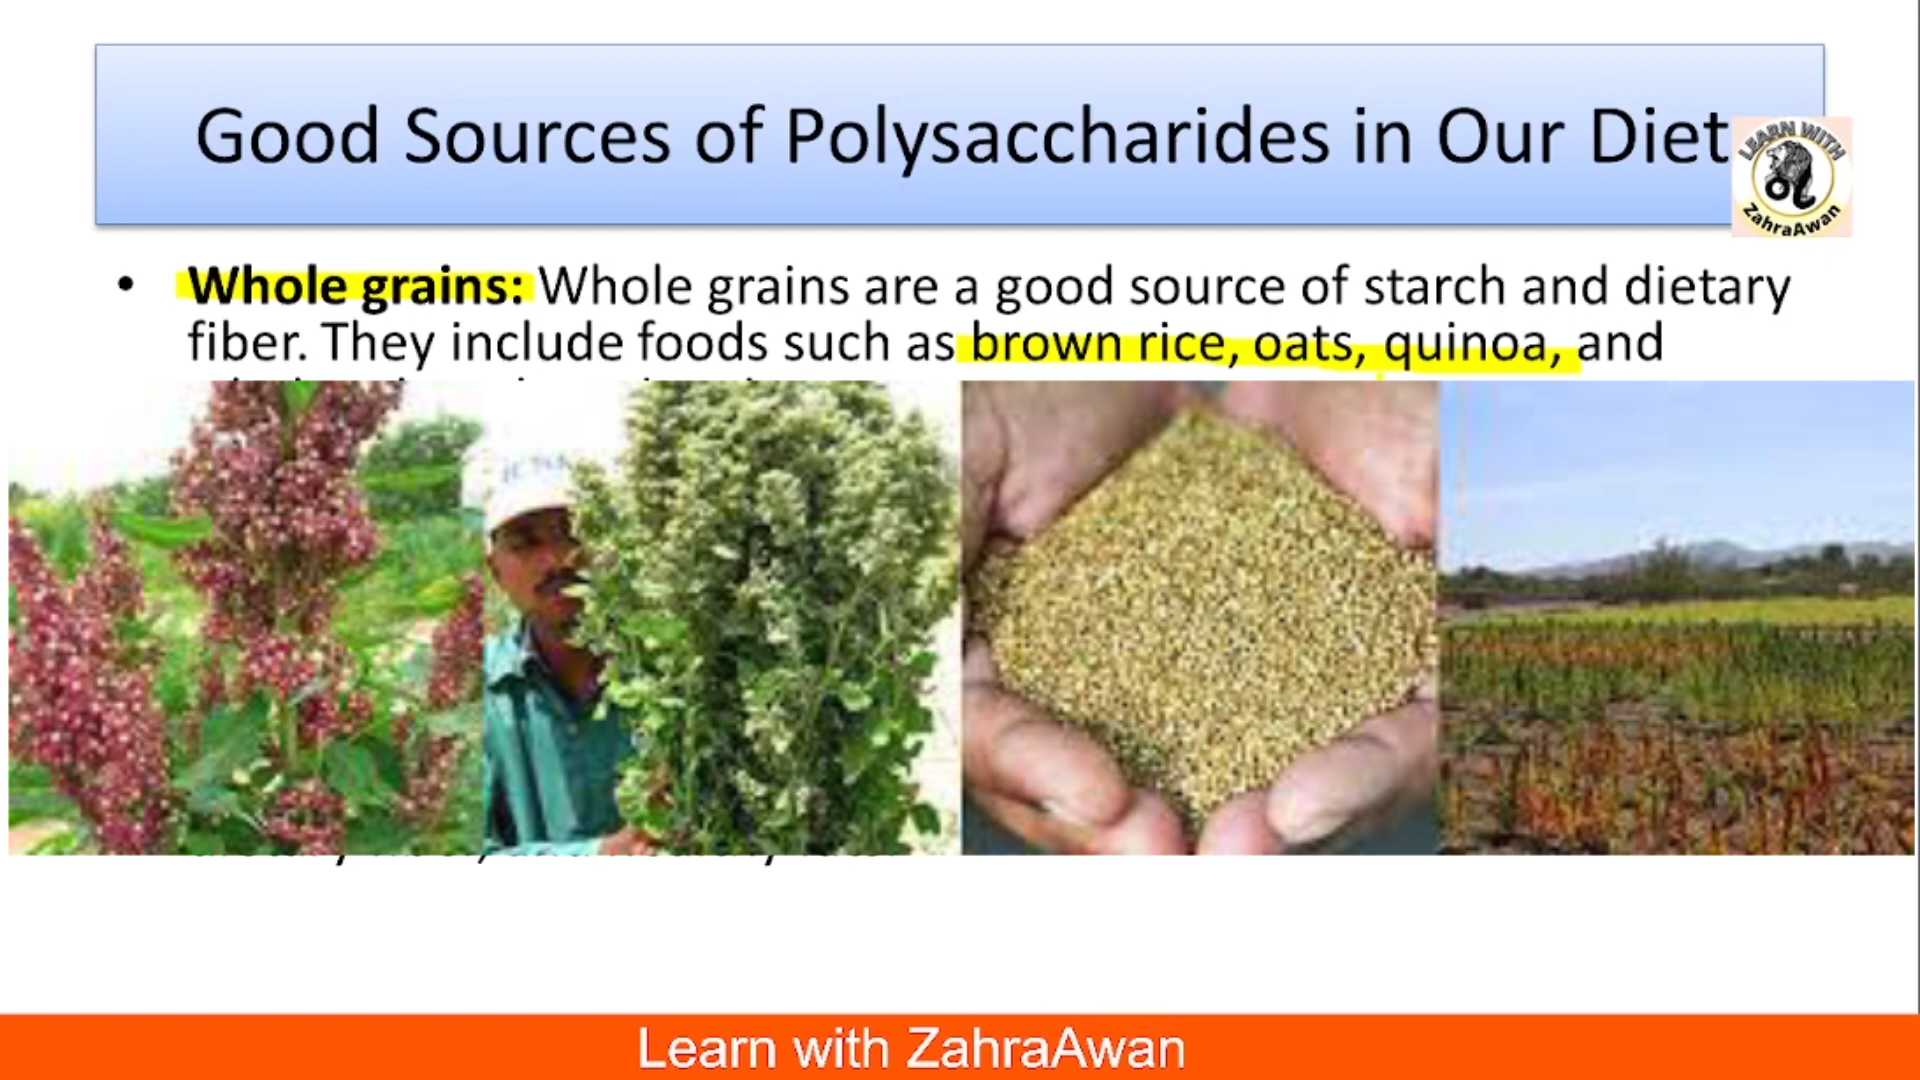 Good Sources of Polysaccharides in Our Diet
LEARN WITH
ZahraAwan
• Whole grains: Whole grains are a good source of starch and dietary
fiber. They include foods such as brown rice, oats, quinoa, and
Learn with ZahraAwan